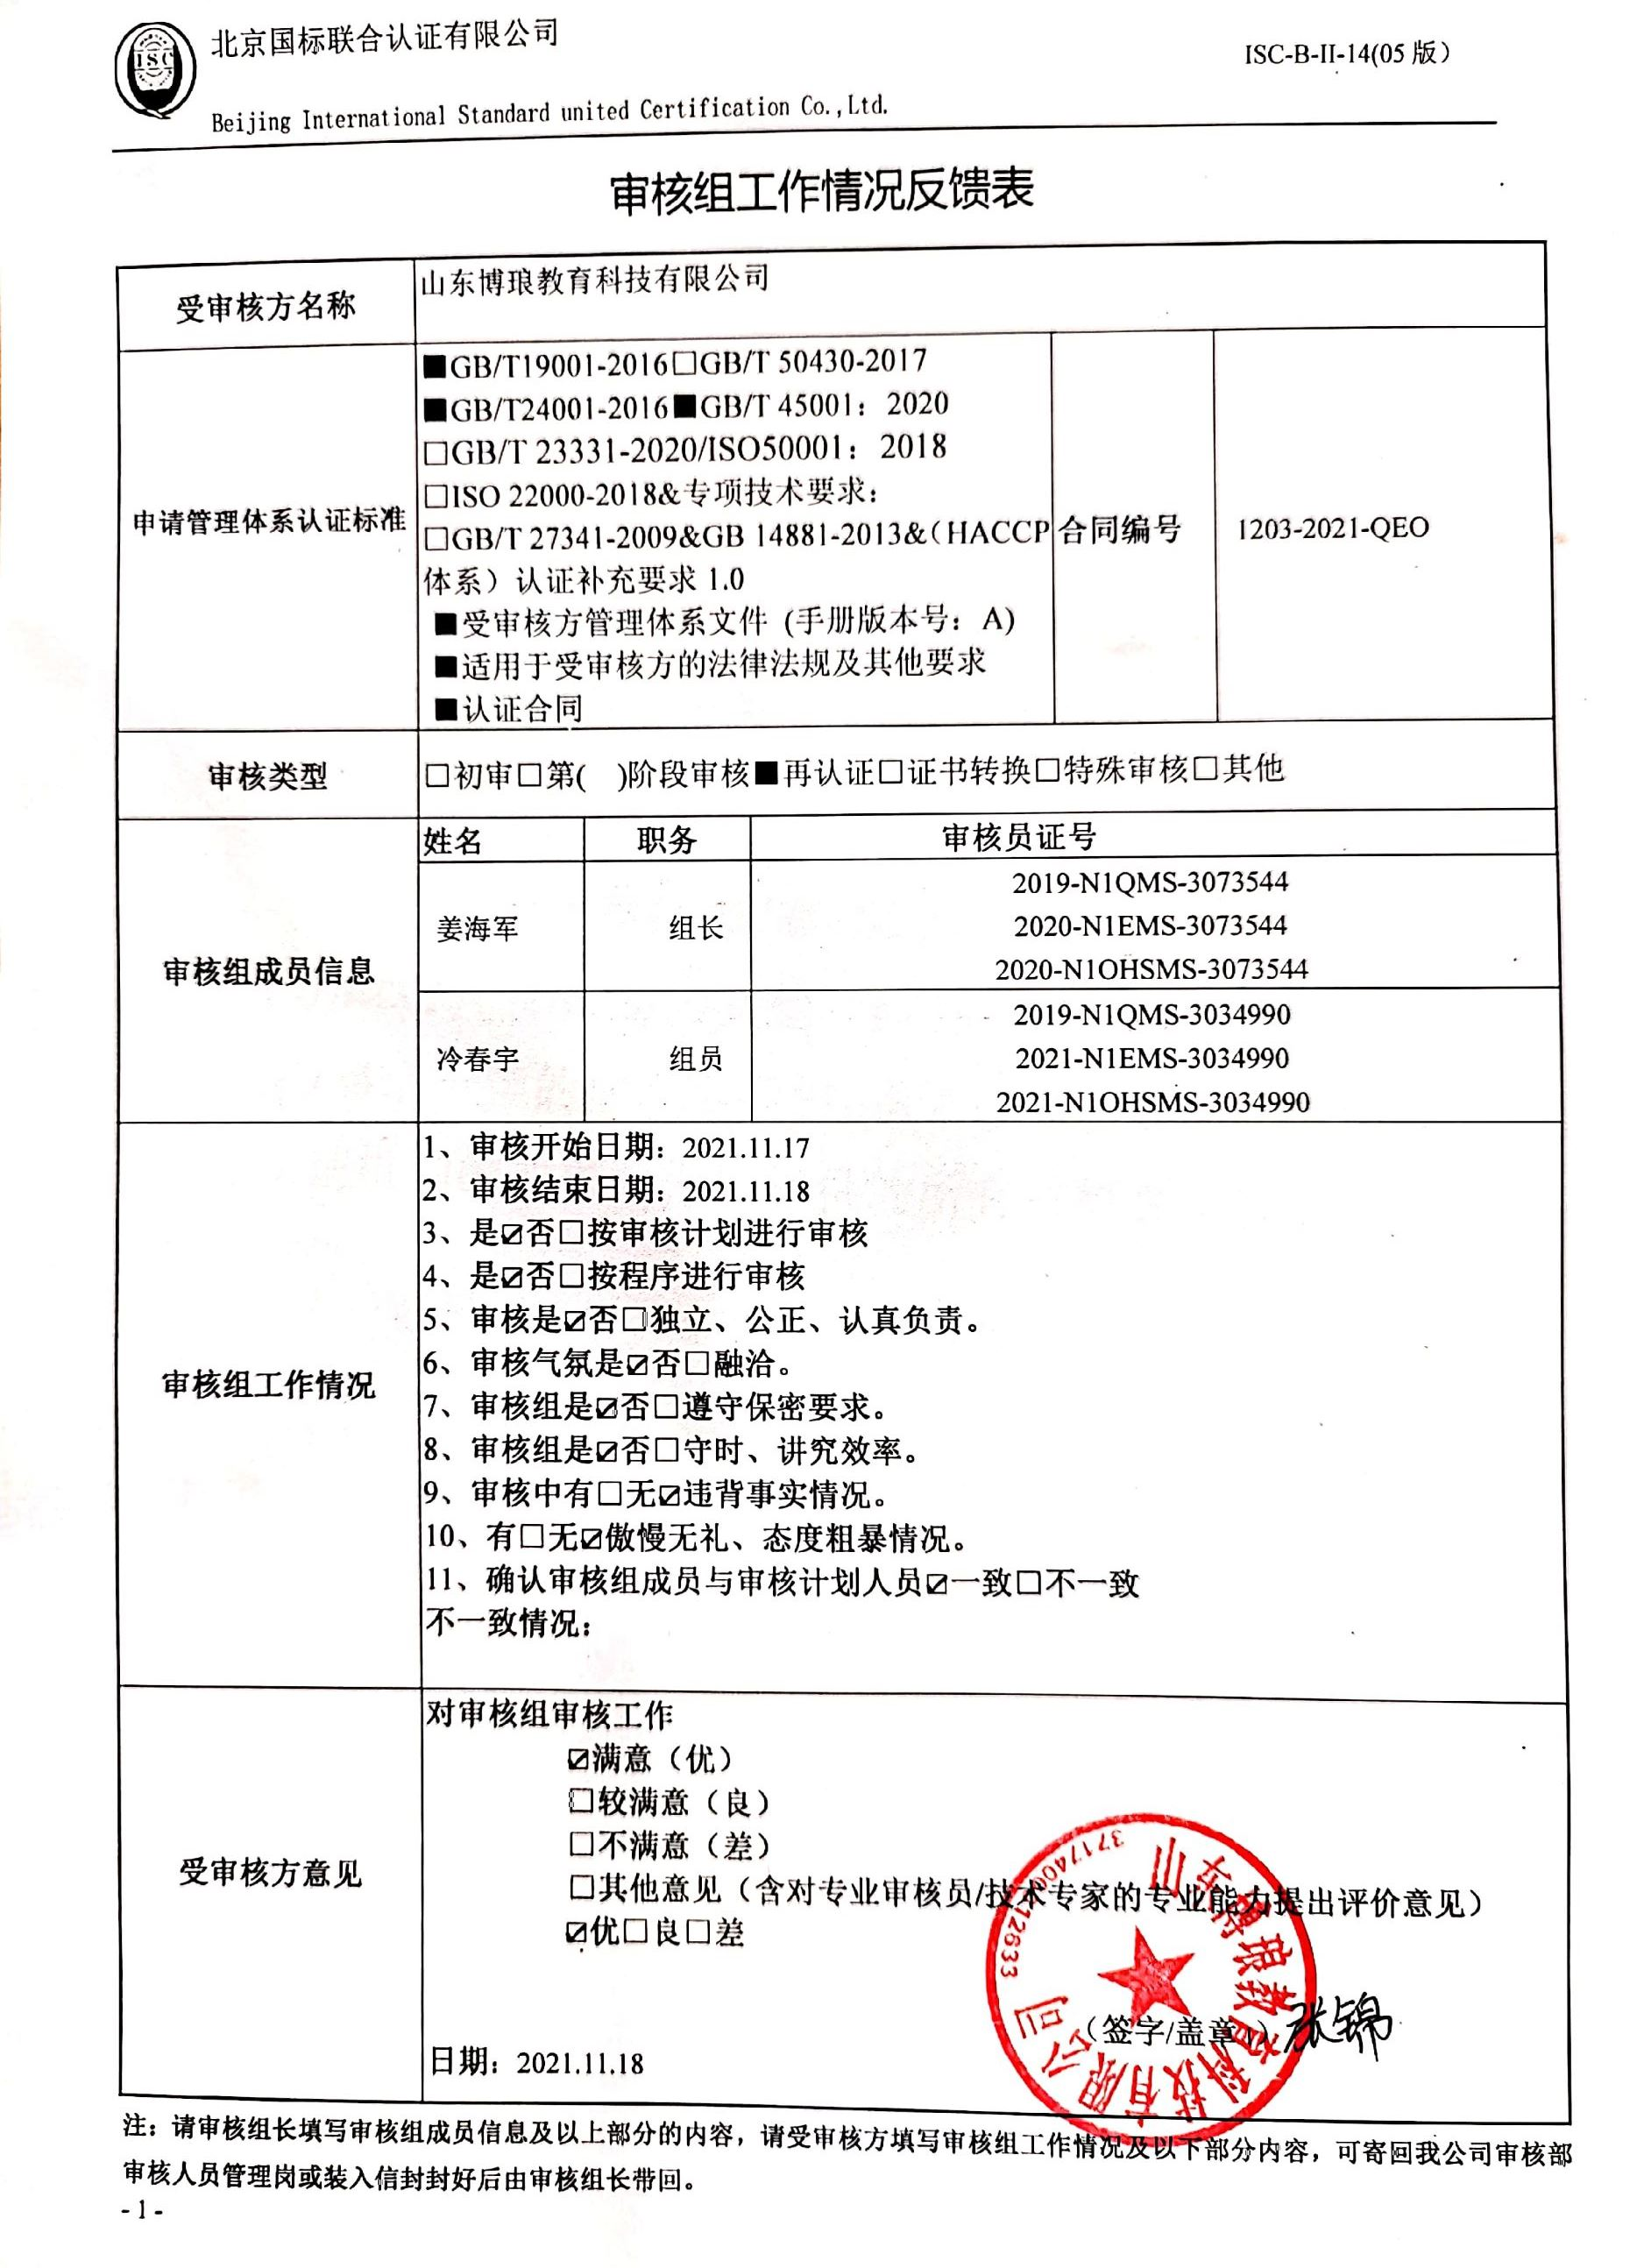 ISC
北京国标联合认证有限公司
ISC-B-II-14(05版)
Beijing International Standard united Certification Co.,Ltd.
审核组工作情况反馈表
受审核方名称
山东博琅教育科技有限公司
申请管理体系认证标准
■GB/T19001-2016□GB/T 50430-2017
■GB/T24001-2016■GB/T 45001：2020
□GB/T 23331-2020/ISO50001：2018
□ISO 22000-2018&专项技术要求：
□GB/T 27341-2009&GB 14881-2013&（HACCP
体系）认证补充要求 1.0
■受审核方管理体系文件 (手册版本号：A)
■适用于受审核方的法律法规及其他要求
■认证合同
合同编号
1203-2021-QEO
审核类型
□初审□第( )阶段审核■再认证□证书转换□特殊审核□其他
审核组成员信息
姓名 职务 审核员证号
姜海军 组长
2019-N1QMS-3073544
2020-N1EMS-3073544
2020-N1OHSMS-3073544
冷春宇 组员
2019-N1QMS-3034990
2021-N1EMS-3034990
2021-N1OHSMS-3034990
审核组工作情况
1、审核开始日期：2021.11.17
2、审核结束日期：2021.11.18
3、是☑否□按审核计划进行审核
4、是☑否□按程序进行审核
5、审核是☑否□独立、公正、认真负责。
6、审核气氛是☑否□融洽。
7、审核组是☑否□遵守保密要求。
8、审核组是☑否□守时、讲究效率。
9、审核中有□无☑违背事实情况。
10、有□无☑傲慢无礼、态度粗暴情况。
11、确认审核组成员与审核计划人员☑一致□不一致
不一致情况：
受审核方意见
对审核组审核工作
☑满意（优）
□较满意（良）
□不满意（差）
□其他意见（含对专业审核员/技术专家的专业能力提出评价意见）
☑优□良□差
（签字/盖章）张锦
日期：2021.11.18
山东博琅教育科技有限公司
注：请审核组长填写审核组成员信息及以上部分的内容，请受审核方填写审核组工作情况及以下部分内容，可寄回我公司审核部
审核人员管理岗或装入信封封好后由审核组长带回。
- 1 -